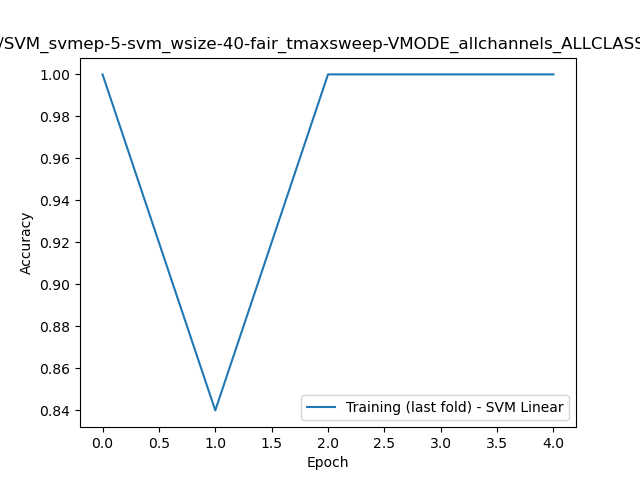 /SVM_svmep-5-svm_wsize-40-fair_tmaxsweep-VMODE_allchannels_ALLCLASS
1.00
0.98
0.96
0.94
0.92
0.90
0.88
0.86
0.84
Accuracy
Training (last fold) - SVM Linear
0.0 0.5 1.0 1.5 2.0 2.5 3.0 3.5 4.0
Epoch